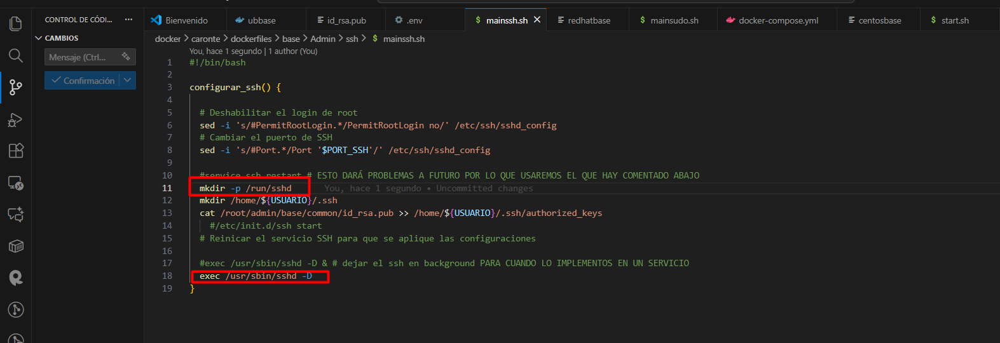 CONTROL DE CÓDI... ···
CAMBIOS
Mensaje (Ctrl...
Confirmación
Bienvenido
ubbase
id_rsa.pub
.env
$ mainssh.sh
redhatbase
$ mainsudo.sh
docker-compose.yml
centosbase
$ start.sh
docker > caronte > dockerfiles > base > Admin > ssh > $ mainssh.sh
You, hace 1 segundo | 1 author (You)
1 #!/bin/bash
2
3 configurar_ssh() {
4
5 # Deshabilitar el login de root
6 sed -i 's/#PermitRootLogin.*/PermitRootLogin no/' /etc/ssh/sshd_config
7 # Cambiar el puerto de SSH
8 sed -i 's/#Port.*/Port '$PORT_SSH'/' /etc/ssh/sshd_config
9
10 #service ssh restart # ESTO DARÁ PROBLEMAS A FUTURO POR LO QUE USAREMOS EL QUE HAY COMENTADO ABAJO
11 mkdir -p /run/sshd You, hace 1 segundo • Uncommitted changes
12 mkdir /home/${USUARIO}/.ssh
13 cat /root/admin/base/common/id_rsa.pub >> /home/${USUARIO}/.ssh/authorized_keys
14 #/etc/init.d/ssh start
15 # Reinicar el servicio SSH para que se aplique las configuraciones
16
17 #exec /usr/sbin/sshd -D & # dejar el ssh en background PARA CUANDO LO IMPLEMENTOS EN UN SERVICIO
18 exec /usr/sbin/sshd -D
19 }